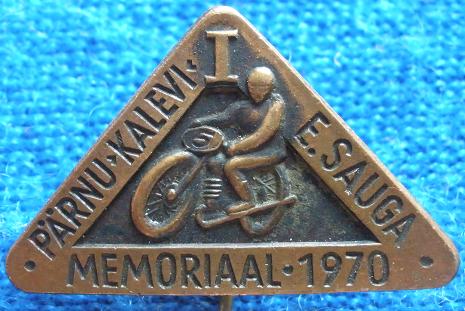 PÄRNU·KALEVI·
I
E. SAUGA
MEMORIAAL·1970